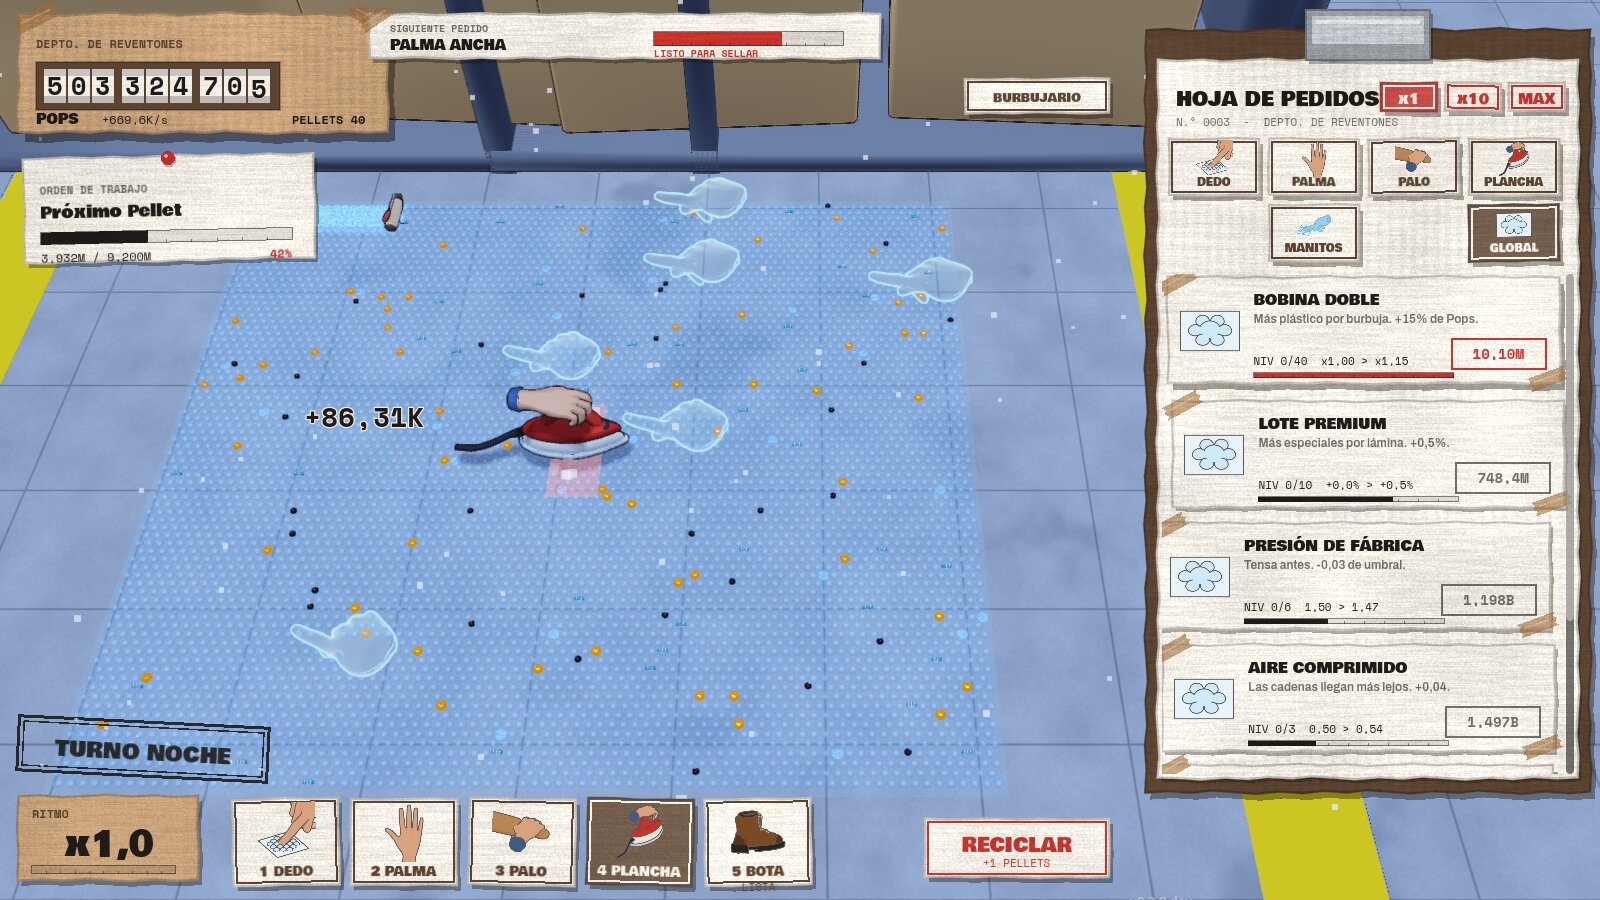 DEPTO. DE REVENTONES
503 324 705
POPS +669,6K/s PELLETS 40
SIGUIENTE PEDIDO
PALMA ANCHA
LISTO PARA SELLAR
BURBUJARIO
ORDEN DE TRABAJO
Próximo Pellet
3,932M / 9,200M 42%
+86,31K
TURNO NOCHE
RITMO
x1,0
1 DEDO
2 PALMA
3 PALO
4 PLANCHA
5 BOTA
LISTA
RECICLAR
+1 PELLETS
HOJA DE PEDIDOS x1 x10 MAX
N.° 0003 - DEPTO. DE REVENTONES
DEDO
PALMA
PALO
PLANCHA
MANITOS
GLOBAL
BOBINA DOBLE
Más plástico por burbuja. +15% de Pops.
NIV 0/40 x1,00 > x1,15
10,10M
LOTE PREMIUM
Más especiales por lámina. +0,5%.
NIV 0/10 +0,0% > +0,5%
748,4M
PRESIÓN DE FÁBRICA
Tensa antes. -0,03 de umbral.
NIV 0/6 1,50 > 1,47
1,198B
AIRE COMPRIMIDO
Las cadenas llegan más lejos. +0,04.
NIV 0/3 0,50 > 0,54
1,497B